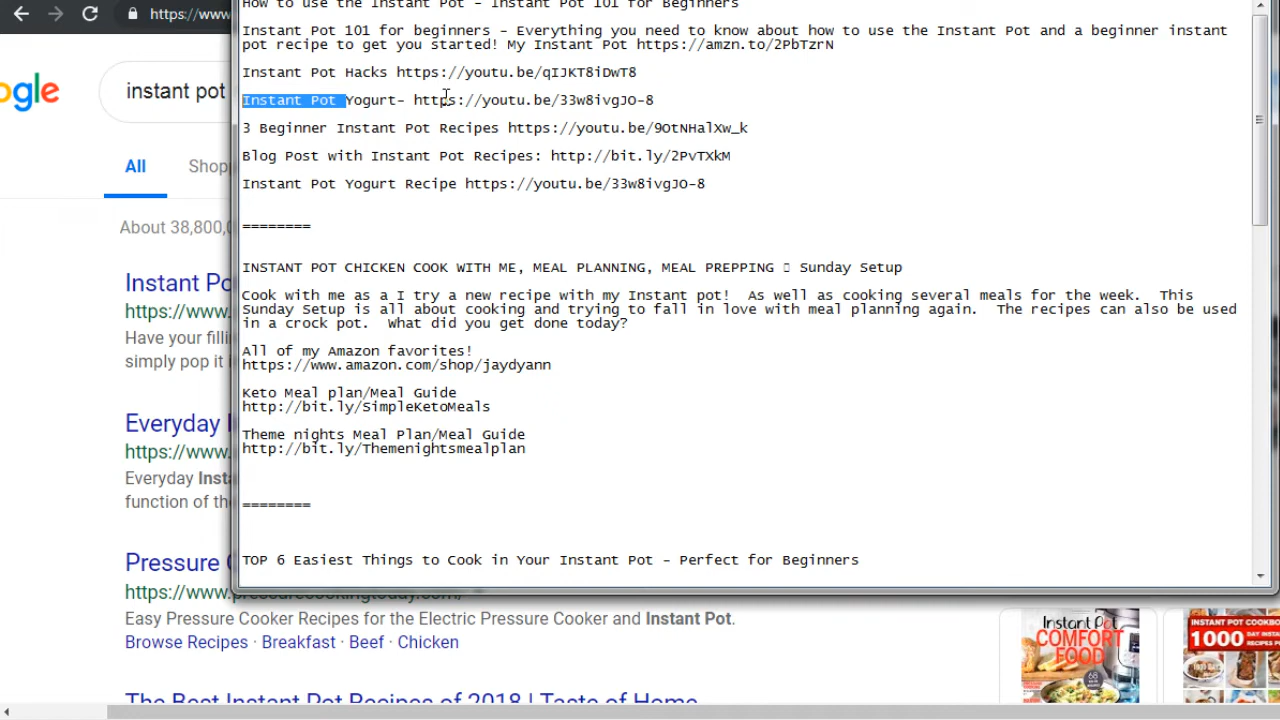 https://www
How to use the Instant Pot - Instant Pot 101 for Beginners
Instant Pot 101 for beginners - Everything you need to know about how to use the Instant Pot and a beginner instant
pot recipe to get you started! My Instant Pot https://amzn.to/2PbTzrN
Instant Pot Hacks https://youtu.be/qIJKT8iDwT8
Instant Pot Yogurt- https://youtu.be/33w8ivgJO-8
3 Beginner Instant Pot Recipes https://youtu.be/9OtNHalXw_k
Blog Post with Instant Pot Recipes: http://bit.ly/2PvTXkM
Instant Pot Yogurt Recipe https://youtu.be/33w8ivgJO-8
========
INSTANT POT CHICKEN COOK WITH ME, MEAL PLANNING, MEAL PREPPING Sunday Setup
Cook with me as a I try a new recipe with my Instant pot!  As well as cooking several meals for the week.  This
Sunday Setup is all about cooking and trying to fall in love with meal planning again.  The recipes can also be used
in a crock pot.  What did you get done today?
All of my Amazon favorites!
https://www.amazon.com/shop/jaydyann
Keto Meal plan/Meal Guide
http://bit.ly/SimpleKetoMeals
Theme nights Meal Plan/Meal Guide
http://bit.ly/Themenightsmealplan
========
TOP 6 Easiest Things to Cook in Your Instant Pot - Perfect for Beginners
ogle
instant pot
All Shopp
About 38,800,0
Instant Po
https://www.
Have your filli
simply pop it i
Everyday
https://www.
Everyday Insta
function of the
Pressure
https://www.pressurecookingtoday.com/
Easy Pressure Cooker Recipes for the Electric Pressure Cooker and Instant Pot.
Browse Recipes · Breakfast · Beef · Chicken
The Best Instant Pot Recipes of 2018 | Taste of Home
Instant Pot
COMFORT
FOOD
INSTANT POT COOKBO
1000